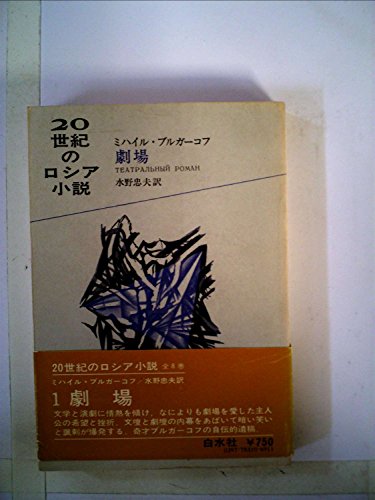 20
世紀
の
ロシア
小説
ミハイル・ブルガーコフ
劇場
ТЕАТРАЛЬНЫЙ РОМАН
水野忠夫訳
20世紀のロシア小説 全8巻
ミハイル・ブルガーコフ/水野忠夫訳
1 劇 場
文学と演劇に情熱を傾け、なによりも劇場を愛した主人
公の希望と挫折。文壇と劇壇の内幕をあばいて暗い笑い
と諷刺が爆発する、奇才ブルガーコフの自伝的遺稿。
白水社 ¥750